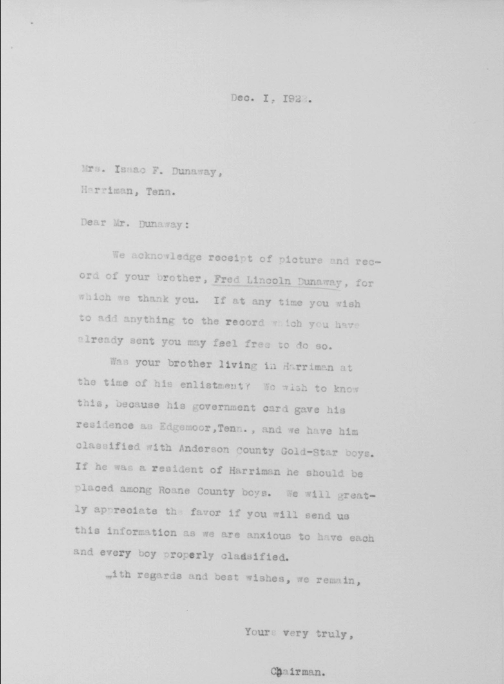 Dec. I, 192 .
Mrs. Isaac F. Dunaway,
Harriman, Tenn.
Dear Mr. Dunaway:
We acknowledge receipt of picture and rec-
ord of your brother, Fred Lincoln Dunaway, for
which we thank you. If at any time you wish
to add anything to the record which you have
already sent you may feel free to do so.
Was your brother living in Harriman at
the time of his enlistment? We wish to know
this, because his government card gave his
residence as Edgemoor,Tenn., and we have him
classified with Anderson County Gold-Star boys.
If he was a resident of Harriman he should be
placed among Roane County boys. We will great-
ly appreciate the favor if you will send us
this information as we are anxious to have each
and every boy properly classified.
With regards and best wishes, we remain,
Yours very truly,
Chairman.